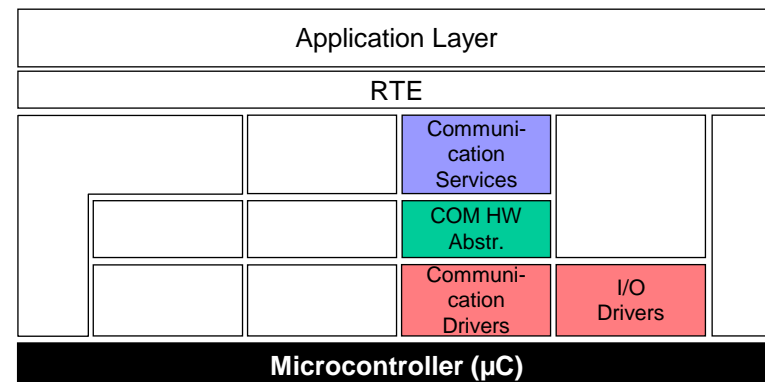 Application Layer
RTE
Communi-
cation
Services
COM HW
Abstr.
Communi-
cation
Drivers
I/O
Drivers
Microcontroller (µC)